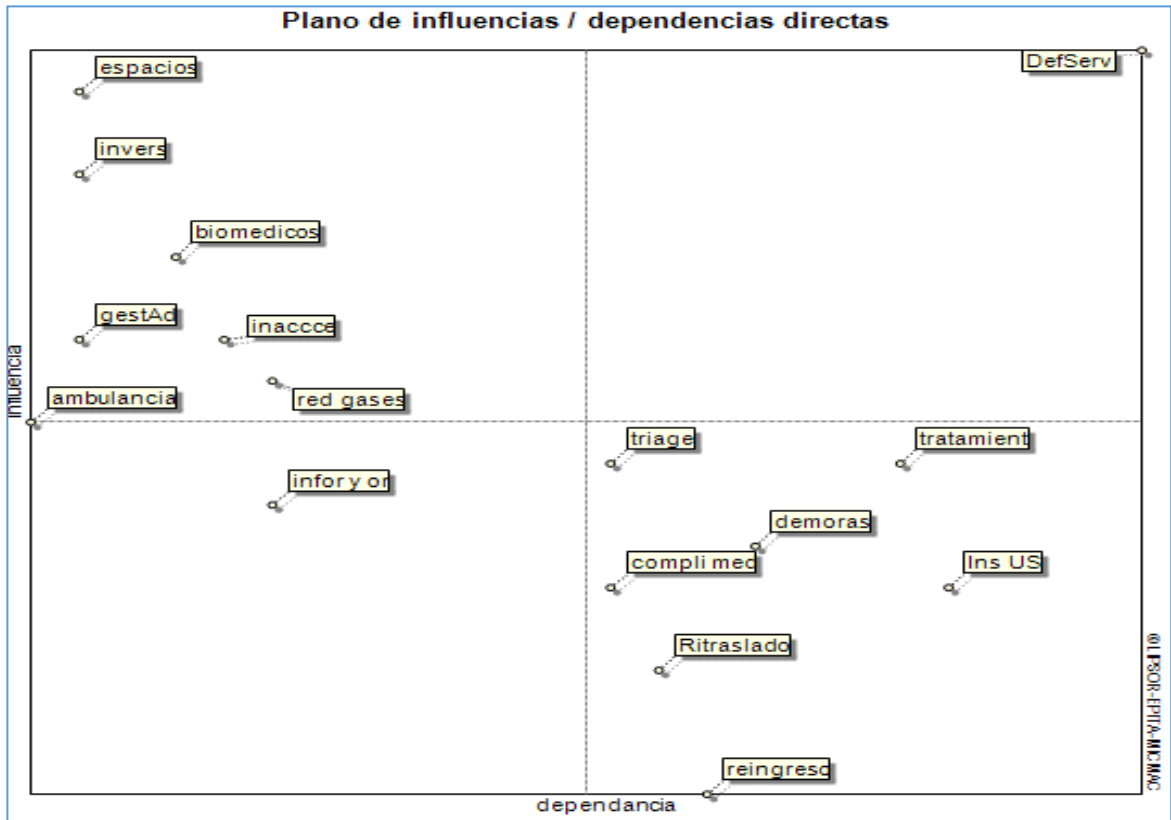 Plano de influencias / dependencias directas
DefServ
espacios
invers
biomedicos
gestAd
inaccce
influencia
ambulancia
red gases
triage
tratamient
infor y or
demoras
compli med
Ins US
Ritraslado
reingreso
dependancia
@LIPSOR-EPITA-MICMAC